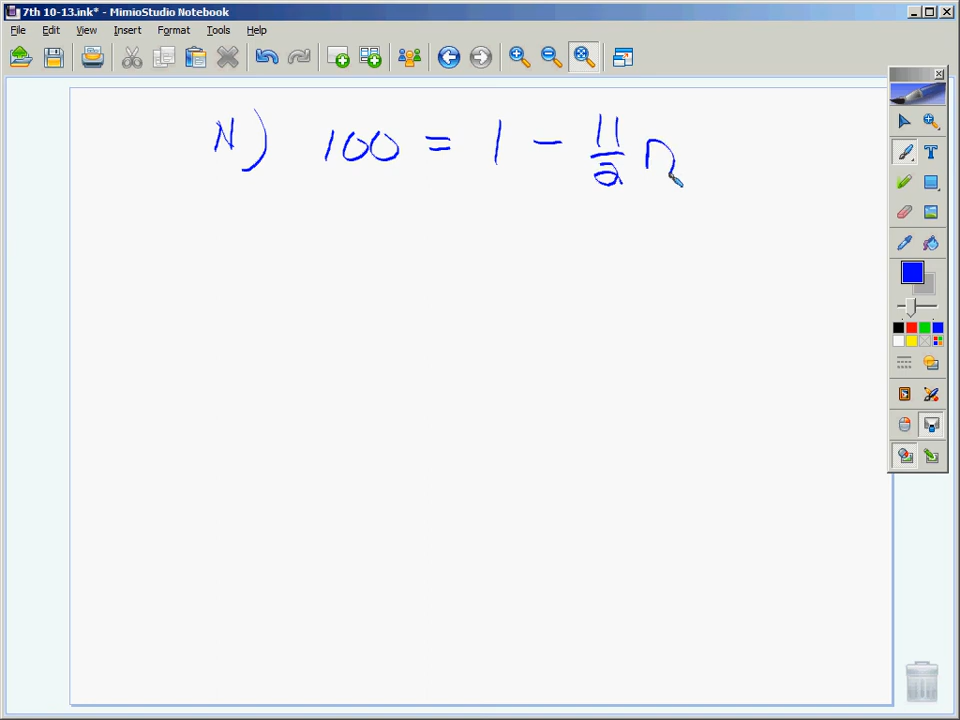 7th 10-13.ink* - MimioStudio Notebook
File Edit View Insert Format Tools Help
N) 100 = 1 - 11/2 n
T